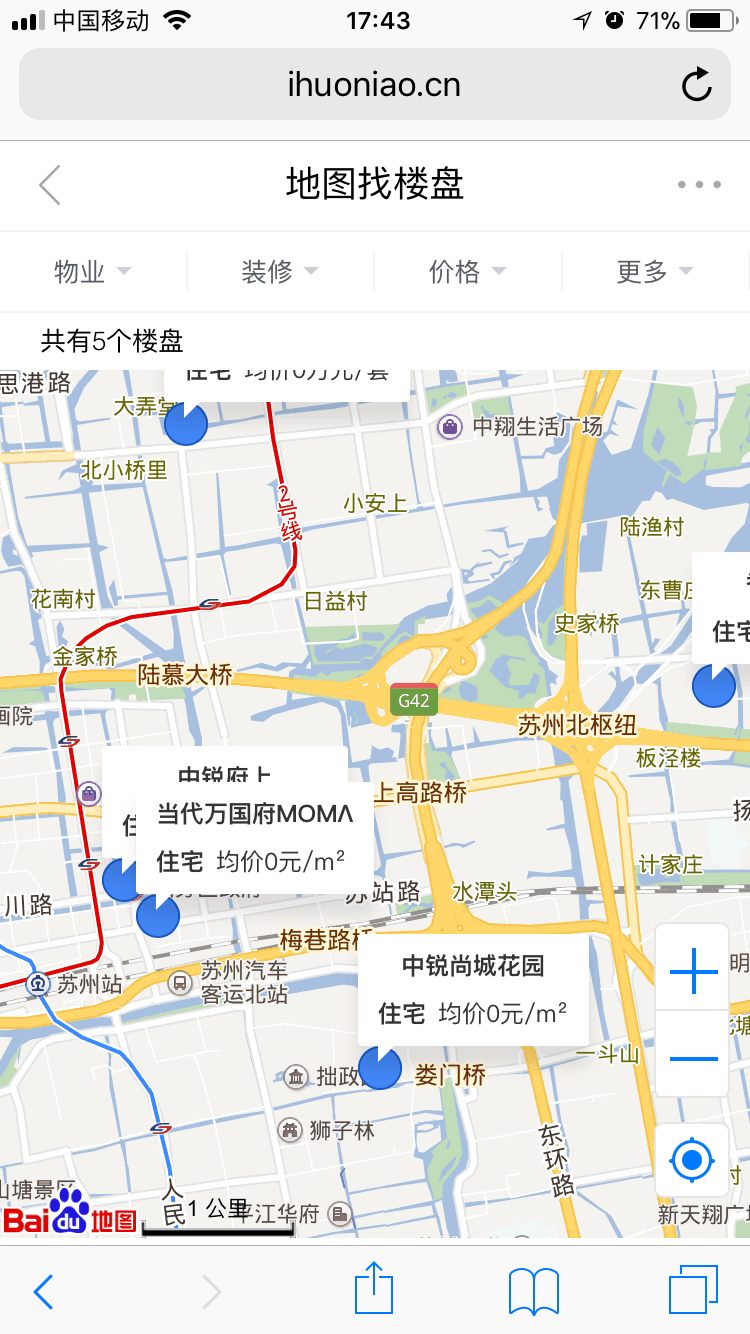 中国移动
17:43
71%
ihuoniao.cn
地图找楼盘
物业
装修
价格
更多
共有5个楼盘
思港路
住宅 均价0万元/套
大弄堂
中翔生活广场
北小桥里
2号线
小安上
陆渔村
花南村
日益村
史家桥
住宅
金家桥
陆慕大桥
G42
画院
苏州北枢纽
板泾楼
中锐府上
上高路桥
当代万国府MOMΛ
住宅 均价0元/m²
计家庄
川路
苏站路
水潭头
梅巷路桥
苏州站
苏州汽车
客运北站
中锐尚城花园
住宅 均价0元/m²
明
一斗山
拙政
娄门桥
狮子林
东环路
山塘景区
人民
1 公里
平江华府
新天翔广场
Bai du 地图